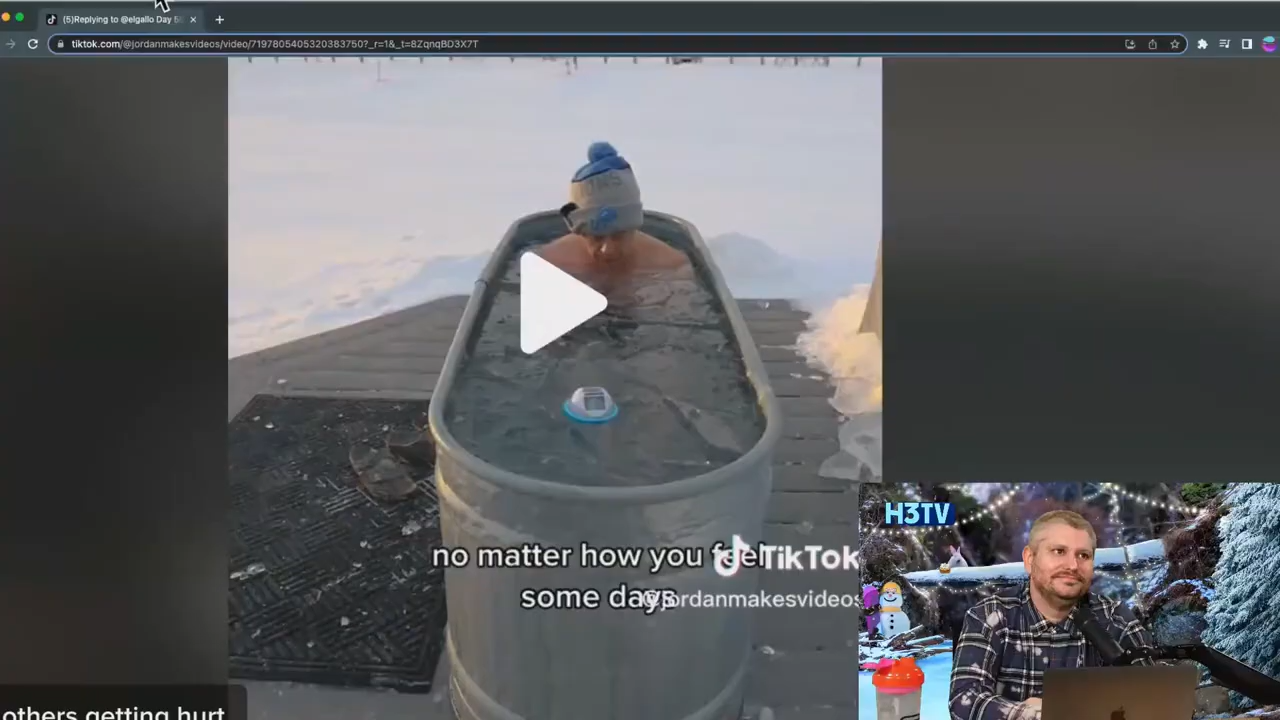 (5)Replying to @elgallo Day 5
tiktok.com/@jordanmakesvideos/video/7197805405320383750?_r=1&_t=8ZqnqBD3X7T
no matter how you feel
some days
TikTok
@jordanmakesvideos
H3TV
others getting hurt